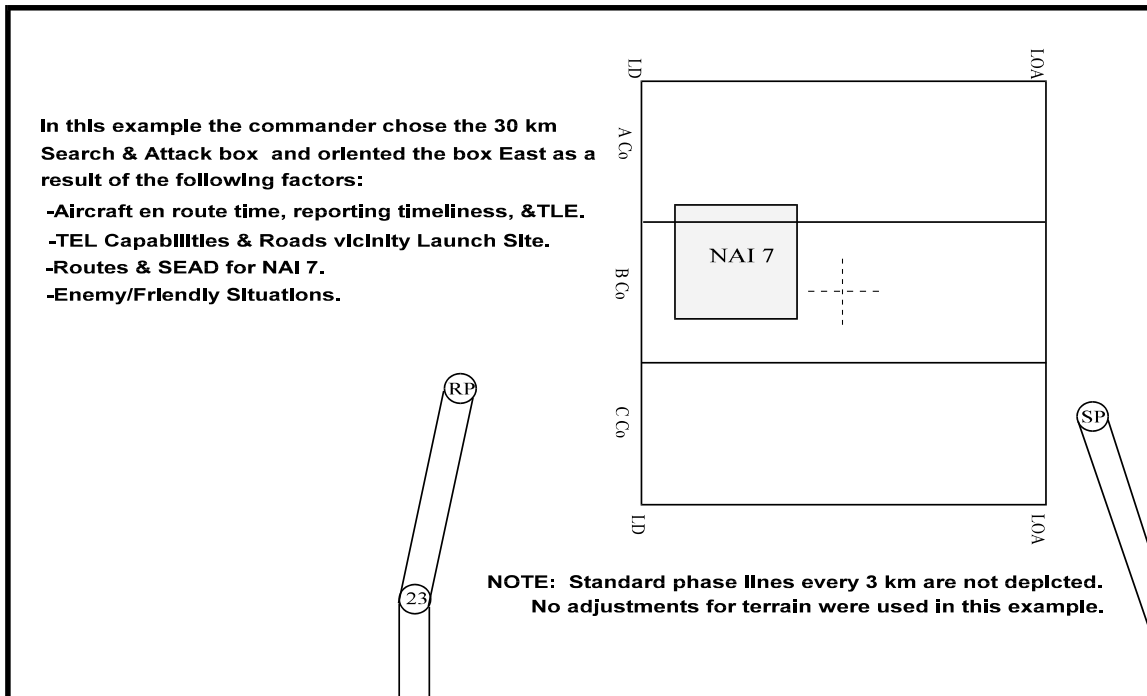 In this example the commander chose the 30 km
Search & Attack box and oriented the box East as a
result of the following factors:
-Aircraft en route time, reporting timeliness, &TLE.
-TEL Capabilities & Roads vicinity Launch Site.
-Routes & SEAD for NAI 7.
-Enemy/Friendly Situations.
LD
LOA
A Co
NAI 7
B Co
C Co
LD
LOA
RP
SP
23
NOTE: Standard phase lines every 3 km are not depicted.
No adjustments for terrain were used in this example.